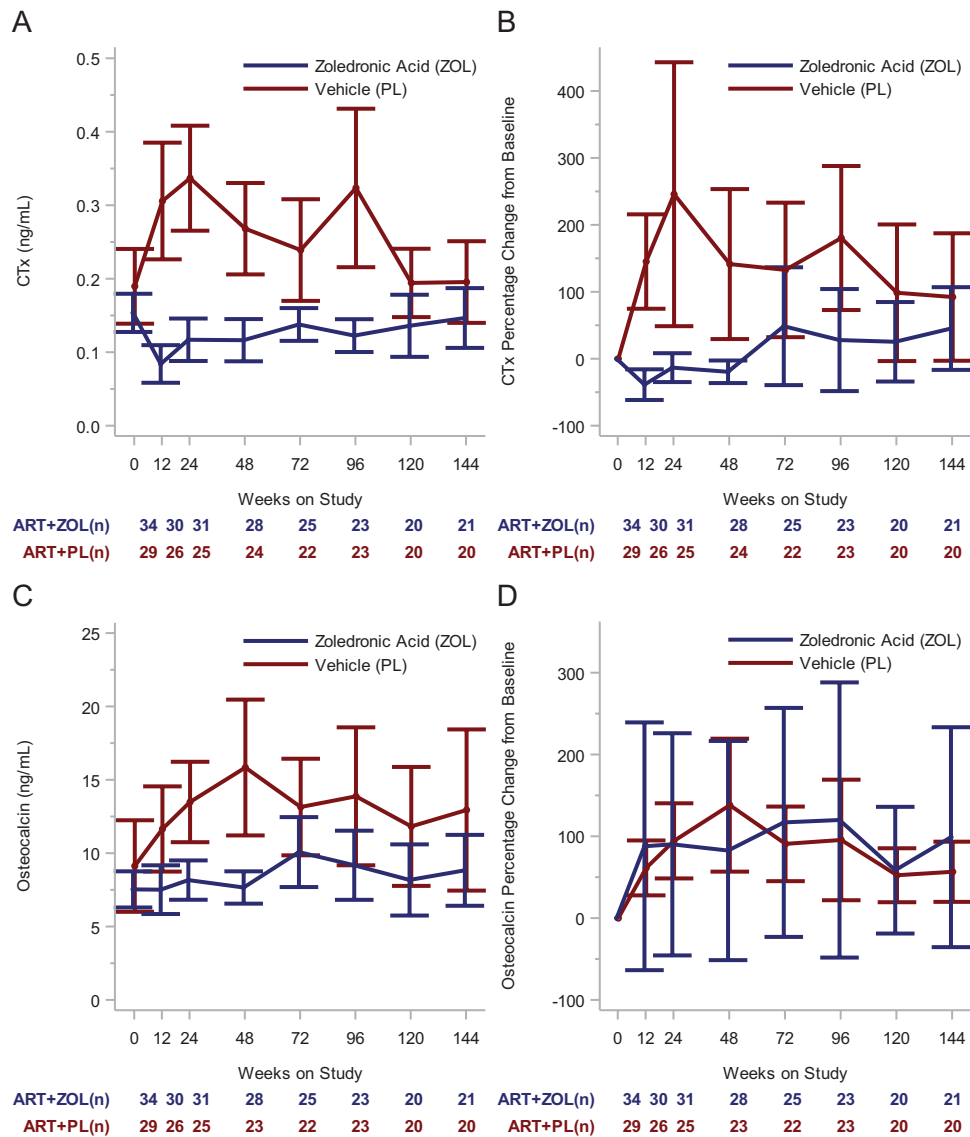 A
CTx (ng/mL)
0.5
0.4
0.3
0.2
0.1
0.0
Zoledronic Acid (ZOL)
Vehicle (PL)
0 12 24 48 72 96 120 144
Weeks on Study
ART+ZOL(n) 34 30 31 28 25 23 20 21
ART+PL(n) 29 26 25 24 22 23 20 20
B
CTx Percentage Change from Baseline
400
300
200
100
0
-100
Zoledronic Acid (ZOL)
Vehicle (PL)
0 12 24 48 72 96 120 144
Weeks on Study
ART+ZOL(n) 34 30 31 28 25 23 20 21
ART+PL(n) 29 26 25 24 22 23 20 20
C
Osteocalcin (ng/mL)
25
20
15
10
5
0
Zoledronic Acid (ZOL)
Vehicle (PL)
0 12 24 48 72 96 120 144
Weeks on Study
ART+ZOL(n) 34 30 31 28 25 23 20 21
ART+PL(n) 29 26 25 23 22 23 20 20
D
Osteocalcin Percentage Change from Baseline
300
200
100
0
-100
Zoledronic Acid (ZOL)
Vehicle (PL)
0 12 24 48 72 96 120 144
Weeks on Study
ART+ZOL(n) 34 30 31 28 25 23 20 21
ART+PL(n) 29 26 25 23 22 23 20 20